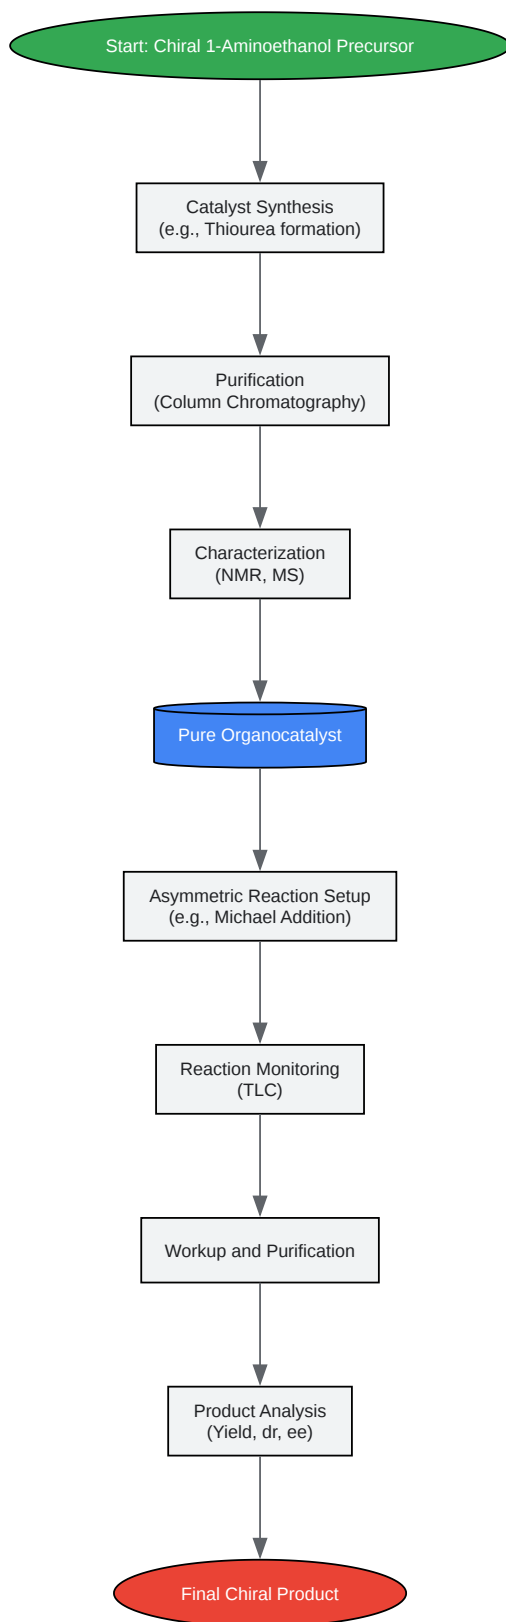 Start: Chiral 1-Aminoethanol Precursor
Catalyst Synthesis
(e.g., Thiourea formation)
Purification
(Column Chromatography)
Characterization
(NMR, MS)
Pure Organocatalyst
Asymmetric Reaction Setup
(e.g., Michael Addition)
Reaction Monitoring
(TLC)
Workup and Purification
Product Analysis
(Yield, dr, ee)
Final Chiral Product